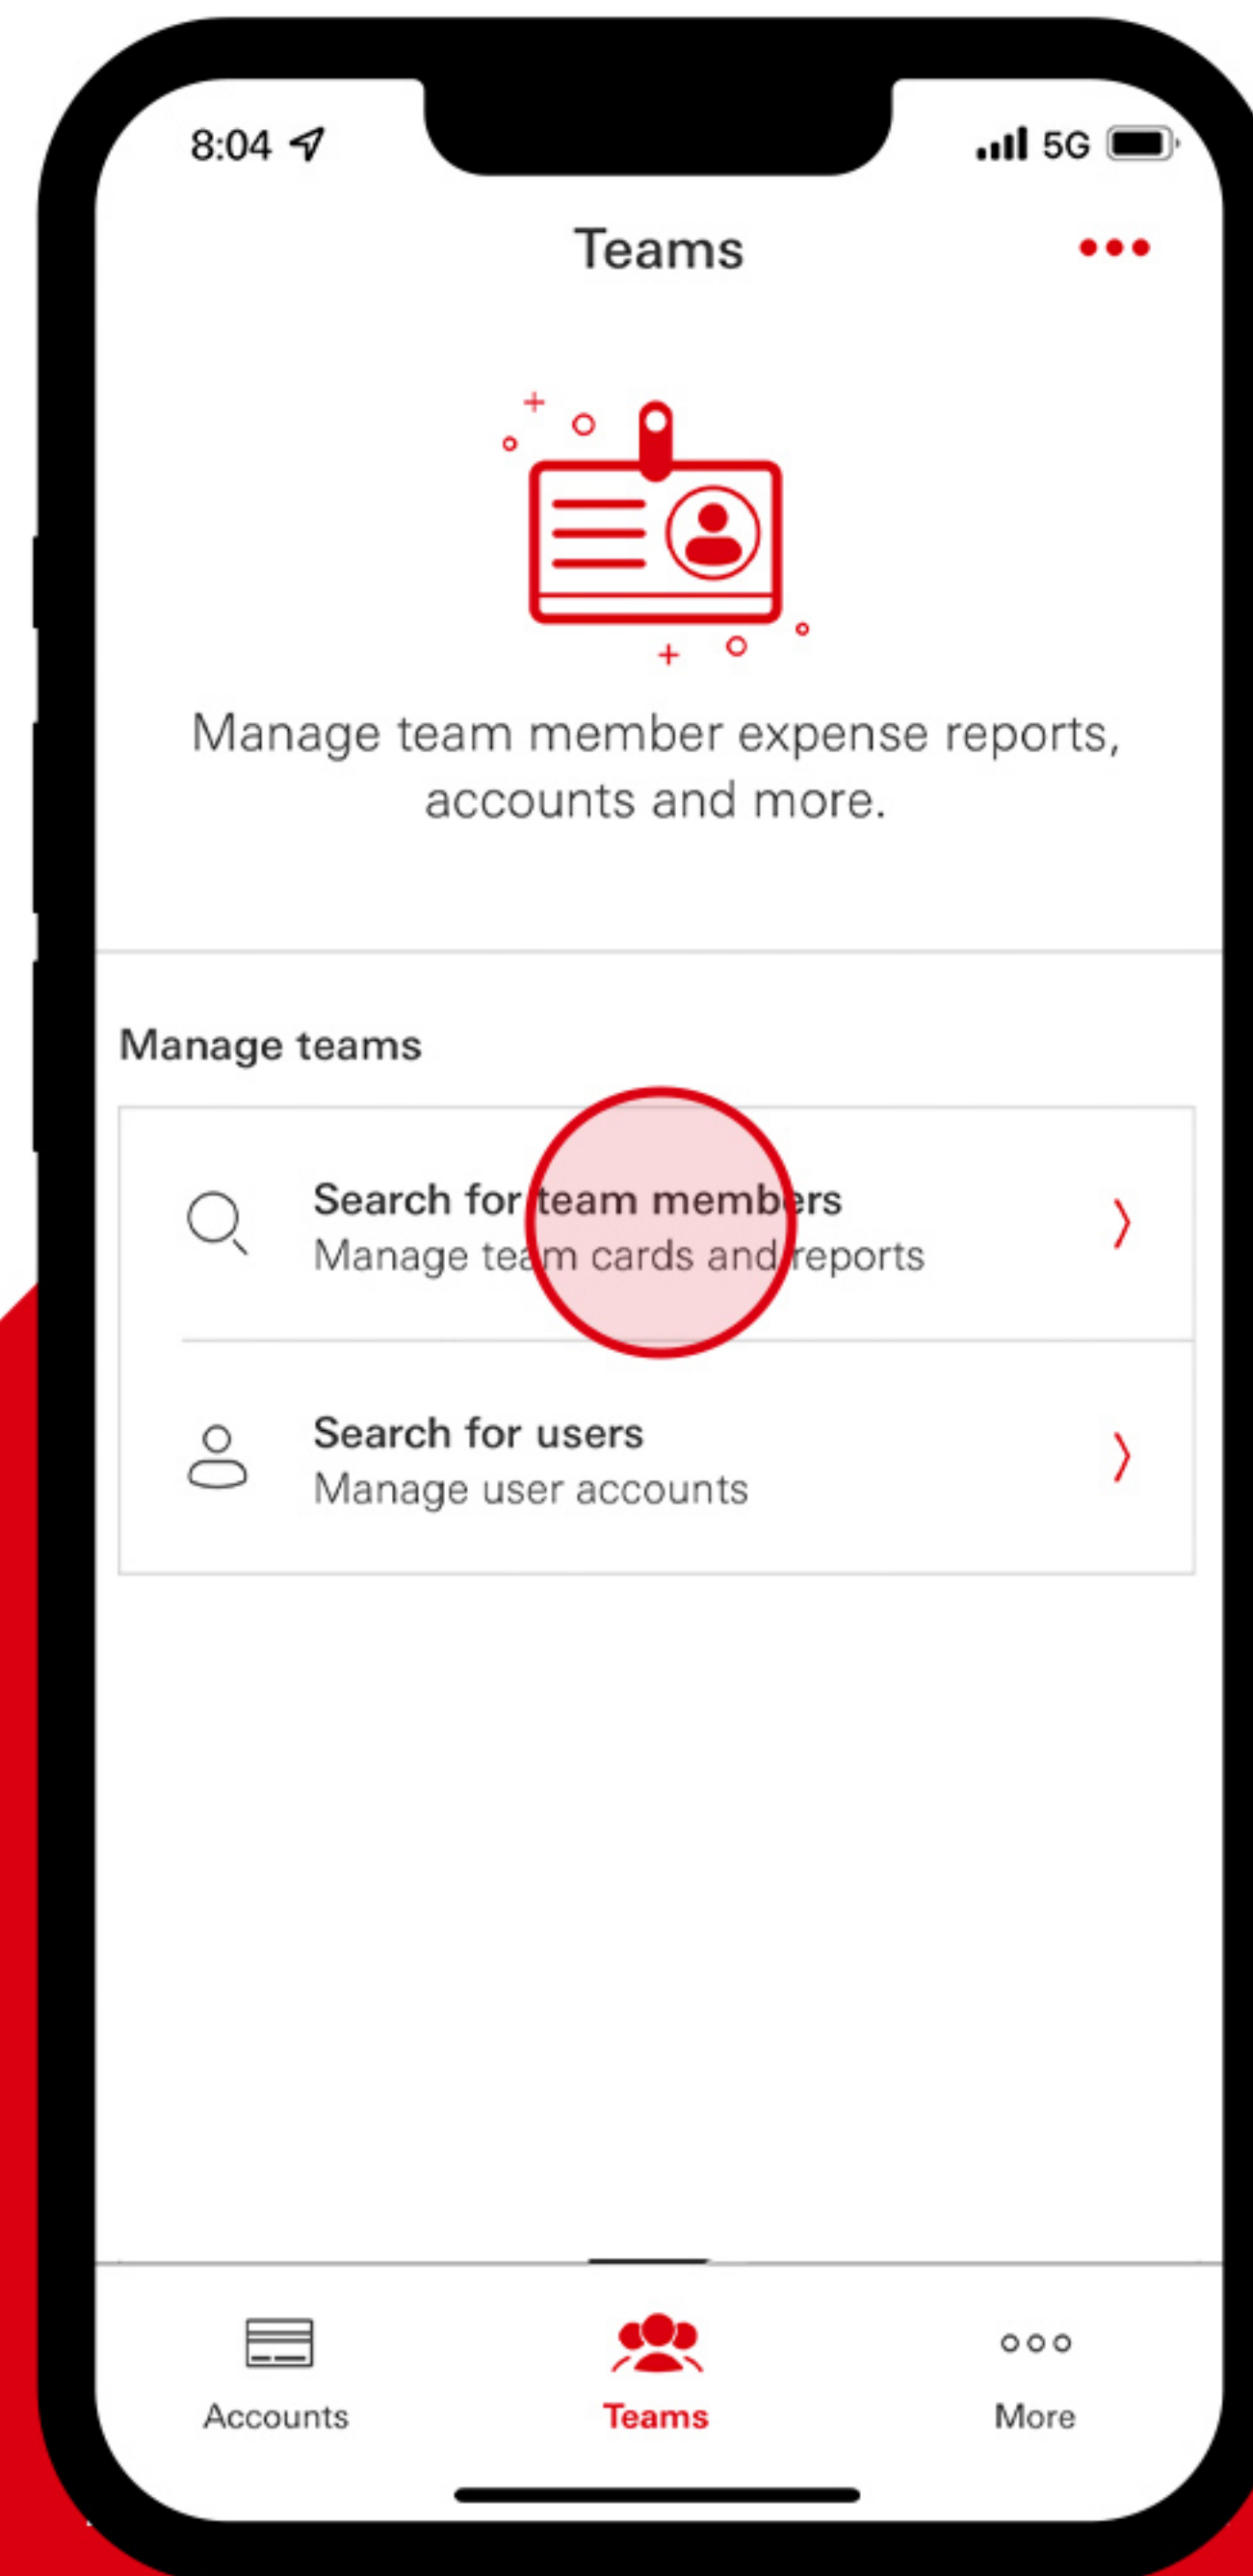 8:04
5G
Teams
Manage team member expense reports,
accounts and more.
Manage teams
Search for team members
Manage team cards and reports
Search for users
Manage user accounts
Accounts
Teams
More